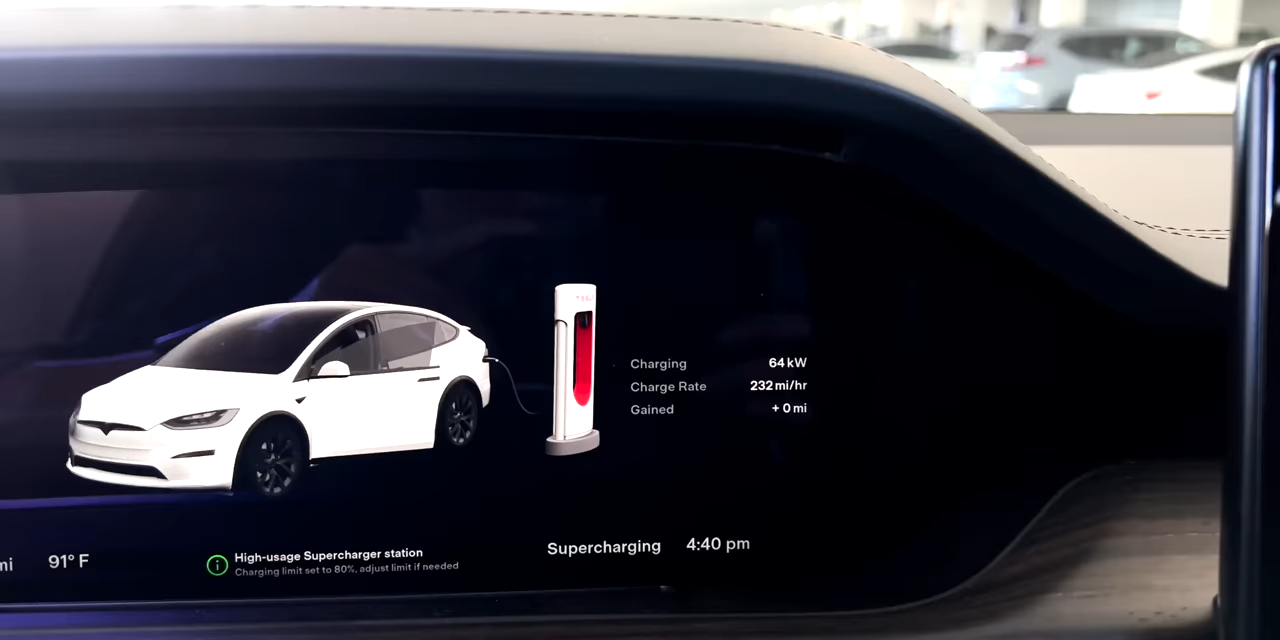 TESLA
Charging 64 kW
Charge Rate 232 mi/hr
Gained + 0 mi
mi 91° F
High-usage Supercharger station
Charging limit set to 80%, adjust limit if needed
Supercharging 4:40 pm